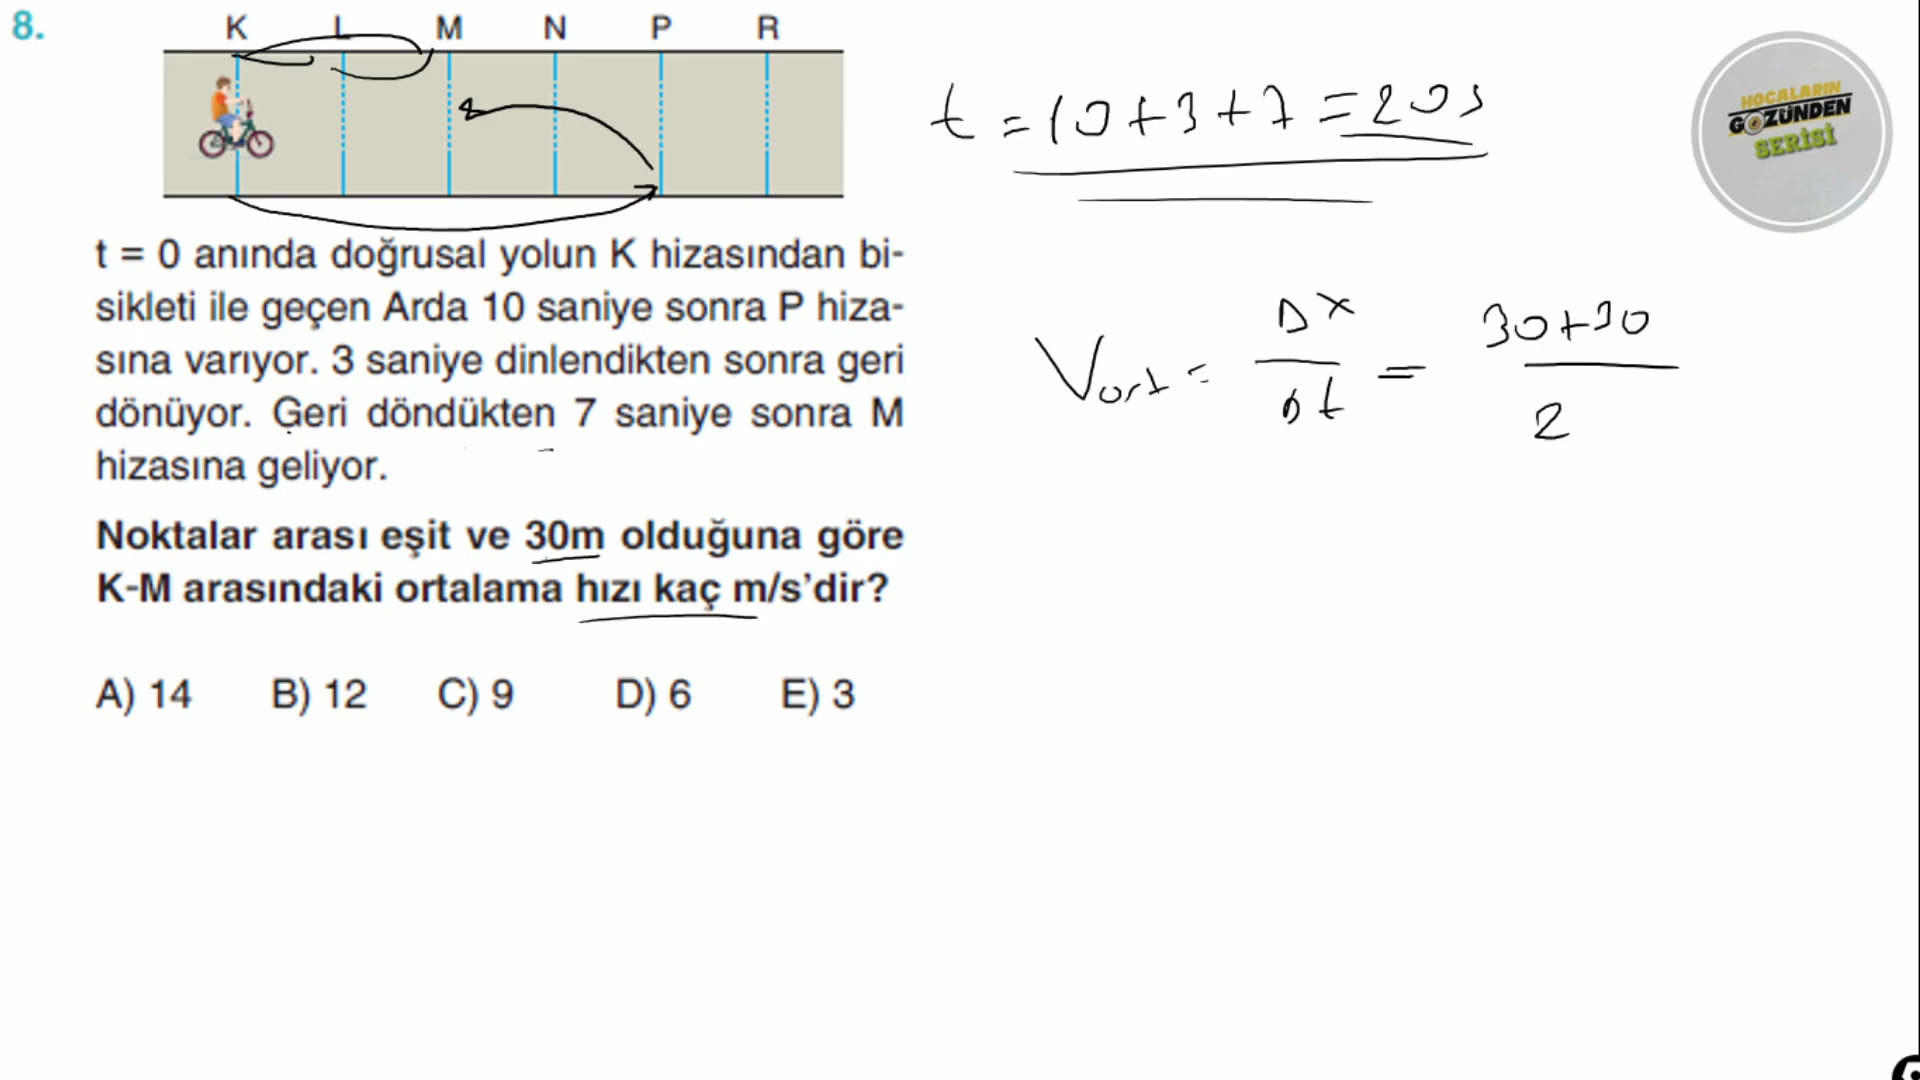 8.
K L M N P R
t = 10+3+7 = 20s
HOCALARIN
GÖZÜNDEN
SERİSİ
t = 0 anında doğrusal yolun K hizasından bi-
sikleti ile geçen Arda 10 saniye sonra P hiza-
sına varıyor. 3 saniye dinlendikten sonra geri
dönüyor. Geri döndükten 7 saniye sonra M
hizasına geliyor.
Vort = Δx/Δt = 30+30/2
Noktalar arası eşit ve 30m olduğuna göre
K-M arasındaki ortalama hızı kaç m/s'dir?
A) 14 B) 12 C) 9 D) 6 E) 3